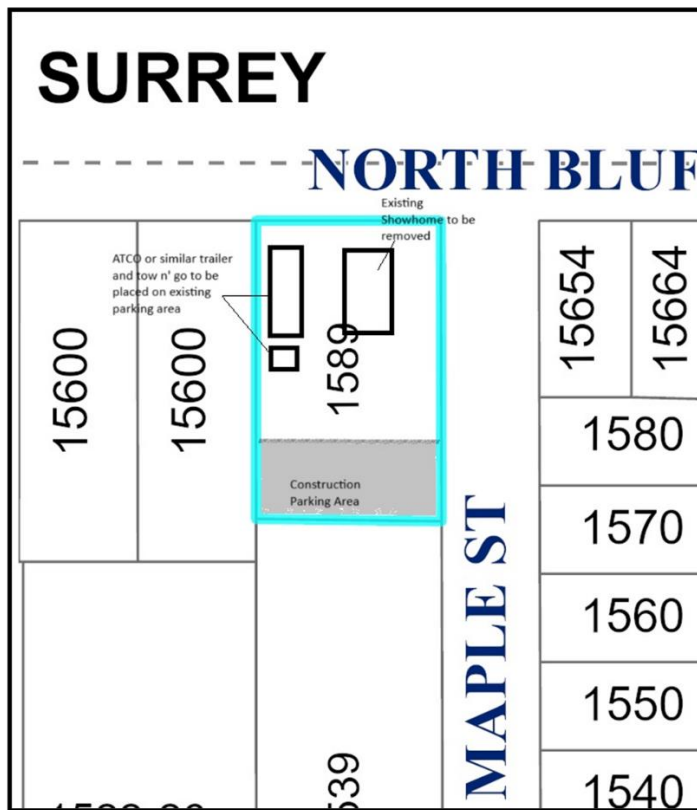 SURREY
NORTH BLUF
Existing
Showhome to be
removed
ATCO or similar trailer
and tow n' go to be
placed on existing
parking area
15600
15600
1589
15654
15664
1580
Construction
Parking Area
MAPLE ST
1570
1560
1550
539
1540